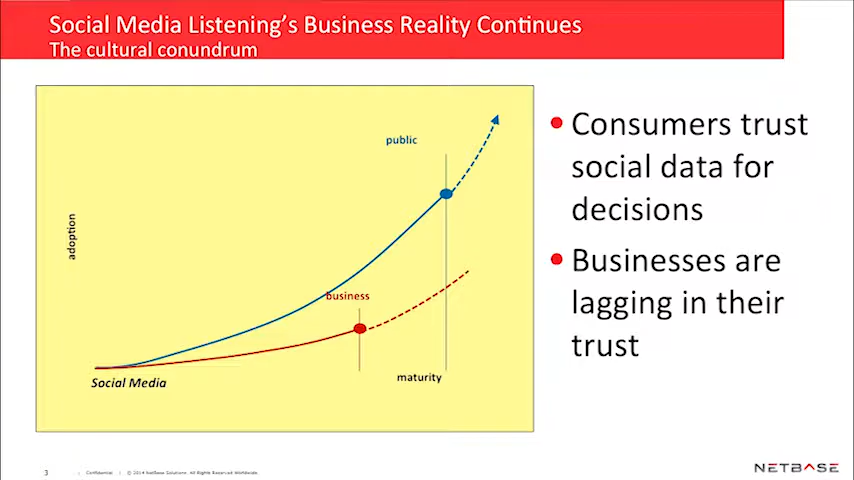 Social Media Listening's Business Reality Continues
The cultural conundrum
public
adoption
business
Social Media
maturity
• Consumers trust
social data for
decisions
• Businesses are
lagging in their
trust
3 | Confidential | © 2014 NetBase Solutions. All Rights Reserved Worldwide.
NETBASE